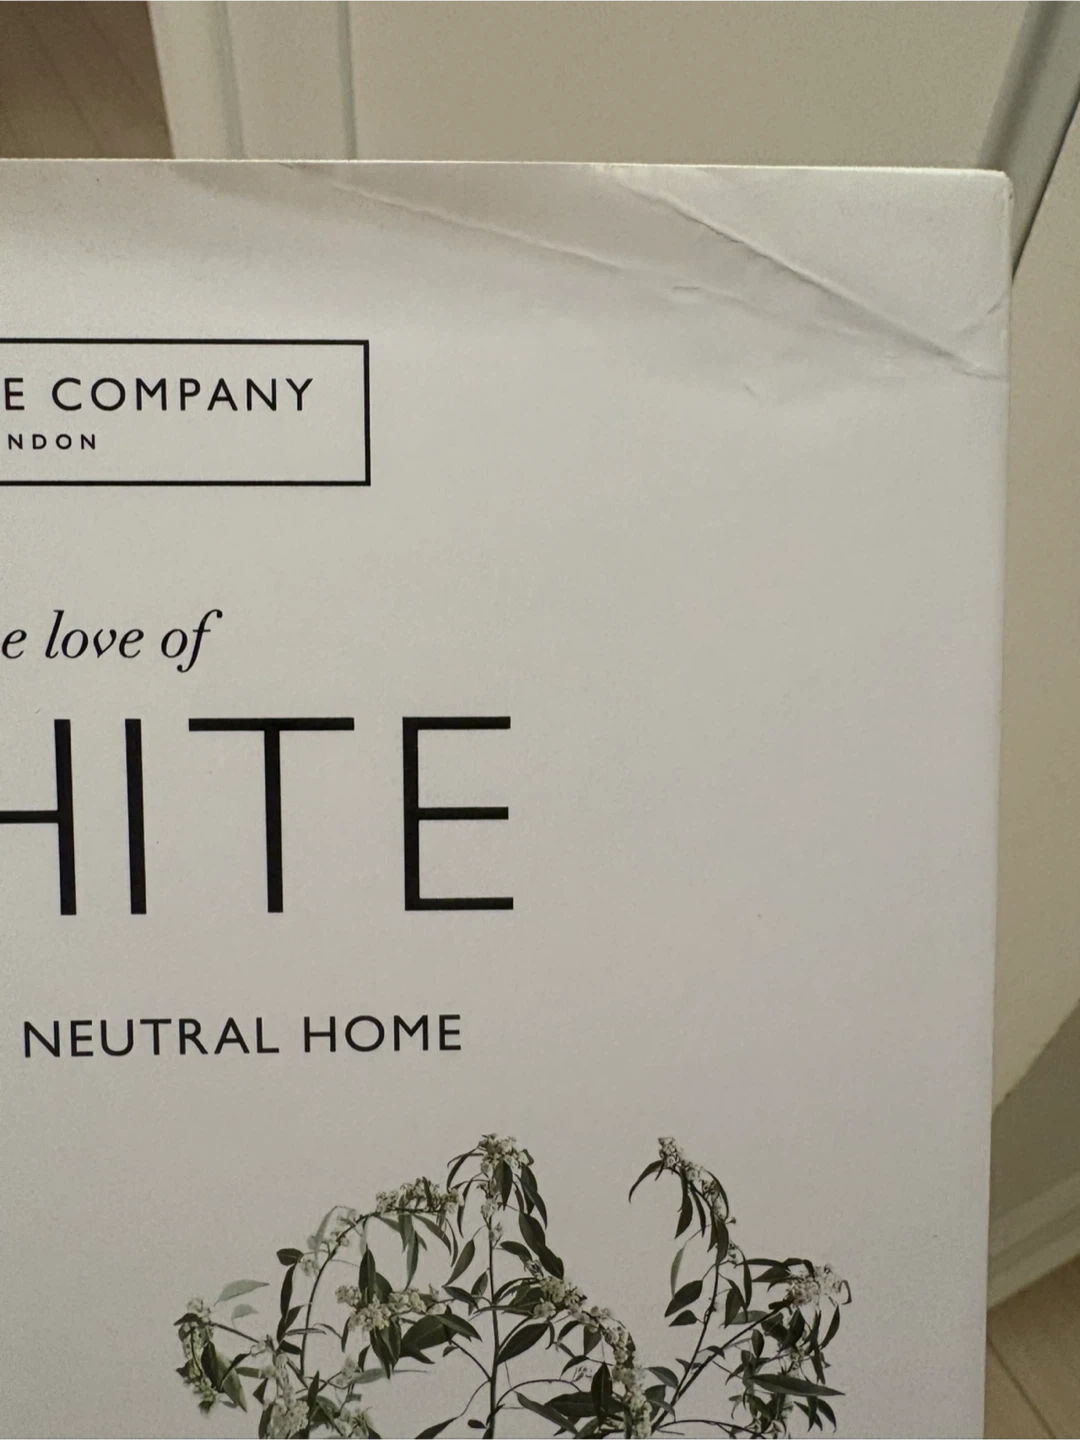 E COMPANY
NDON
e love of
HITE
NEUTRAL HOME